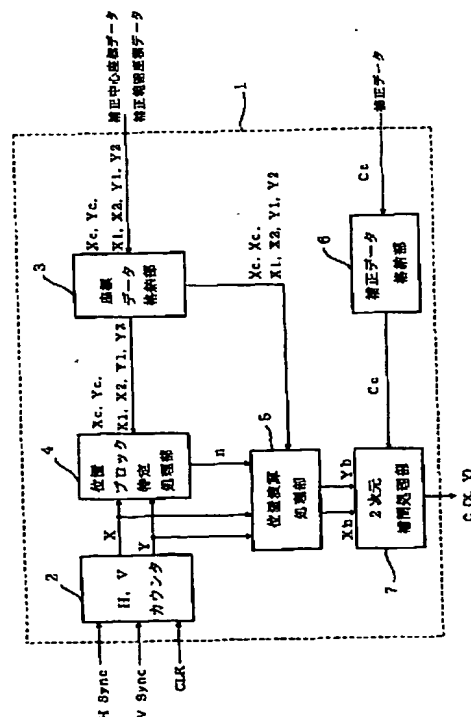 補正中心座標データ
補正範囲座標データ
1
Xc, Yc,
X1, X2, Y1, Y2
3
座標
データ
格納部
Xc, Yc,
X1, X2, Y1, Y2
Xc, Xc,
X1, X2, Y1, Y2
4
位置
ブロック
特定
処理部
n
5
位置演算
処理部
X
Y
2
H, V
カウンタ
H Sync
V Sync
CLK
補正データ
Cc
6
補正データ
格納部
Cc
Xb
Yb
2次元
補間処理部
7